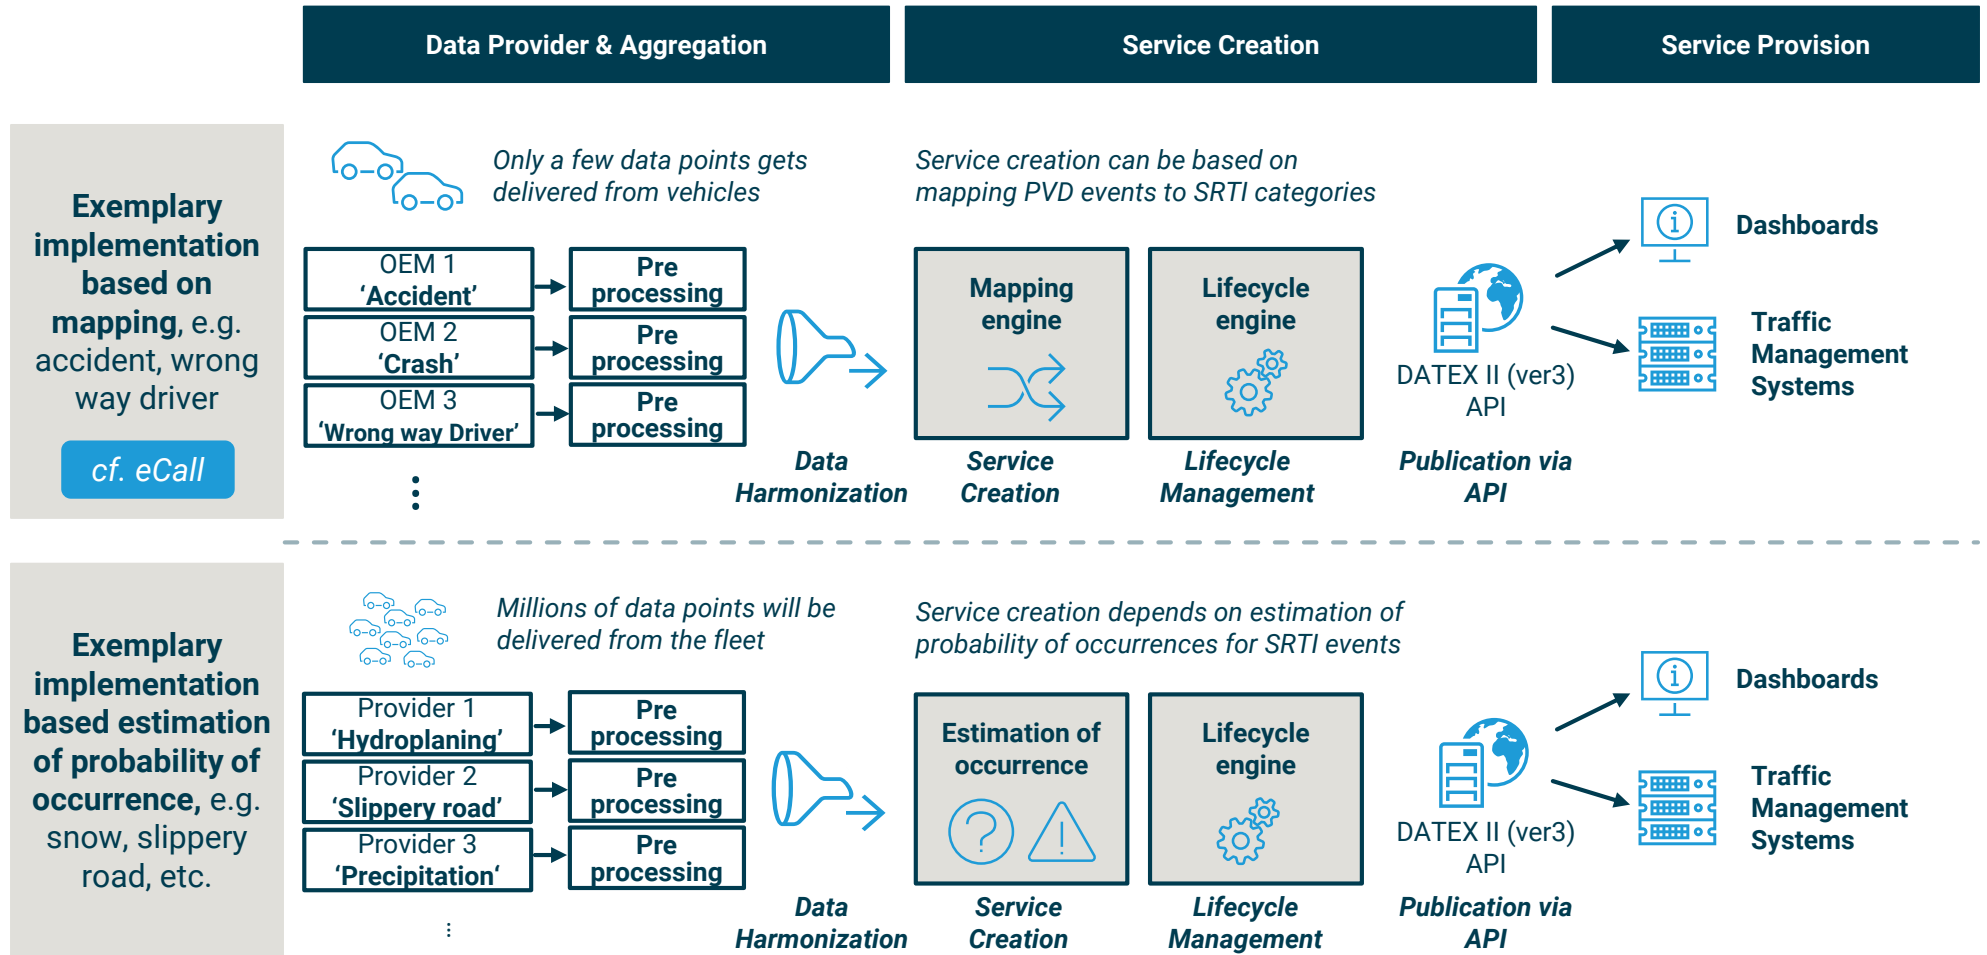 Data Provider & Aggregation
Service Creation
Service Provision
Exemplary
implementation
based on
mapping, e.g.
accident, wrong
way driver
cf. eCall
Only a few data points gets
delivered from vehicles
OEM 1
‘Accident’
Pre
processing
OEM 2
‘Crash’
Pre
processing
OEM 3
‘Wrong way Driver’
Pre
processing
Data
Harmonization
Service creation can be based on
mapping PVD events to SRTI categories
Mapping
engine
Service
Creation
Lifecycle
engine
Lifecycle
Management
DATEX II (ver3)
API
Publication via
API
Dashboards
Traffic
Management
Systems
Exemplary
implementation
based estimation
of probability of
occurrence, e.g.
snow, slippery
road, etc.
Millions of data points will be
delivered from the fleet
Provider 1
‘Hydroplaning’
Pre
processing
Provider 2
‘Slippery road’
Pre
processing
Provider 3
‘Precipitation‘
Pre
processing
Data
Harmonization
Service creation depends on estimation of
probability of occurrences for SRTI events
Estimation of
occurrence
Service
Creation
Lifecycle
engine
Lifecycle
Management
DATEX II (ver3)
API
Publication via
API
Dashboards
Traffic
Management
Systems